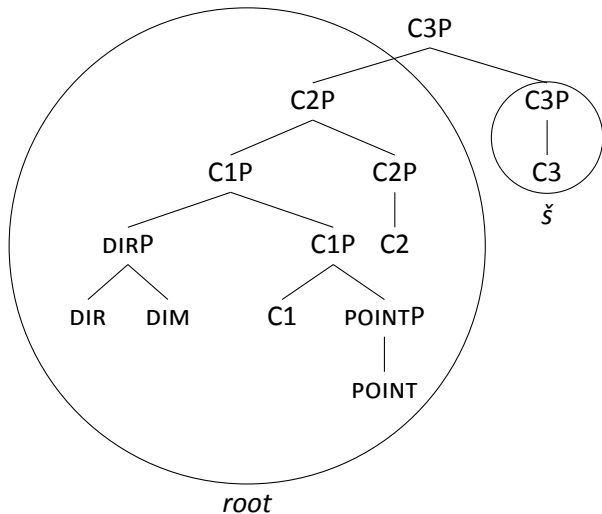 C3P
C2P C3P
C1P C2P C3
š
DIRP C1P C2
DIR DIM C1 POINTP
POINT
root